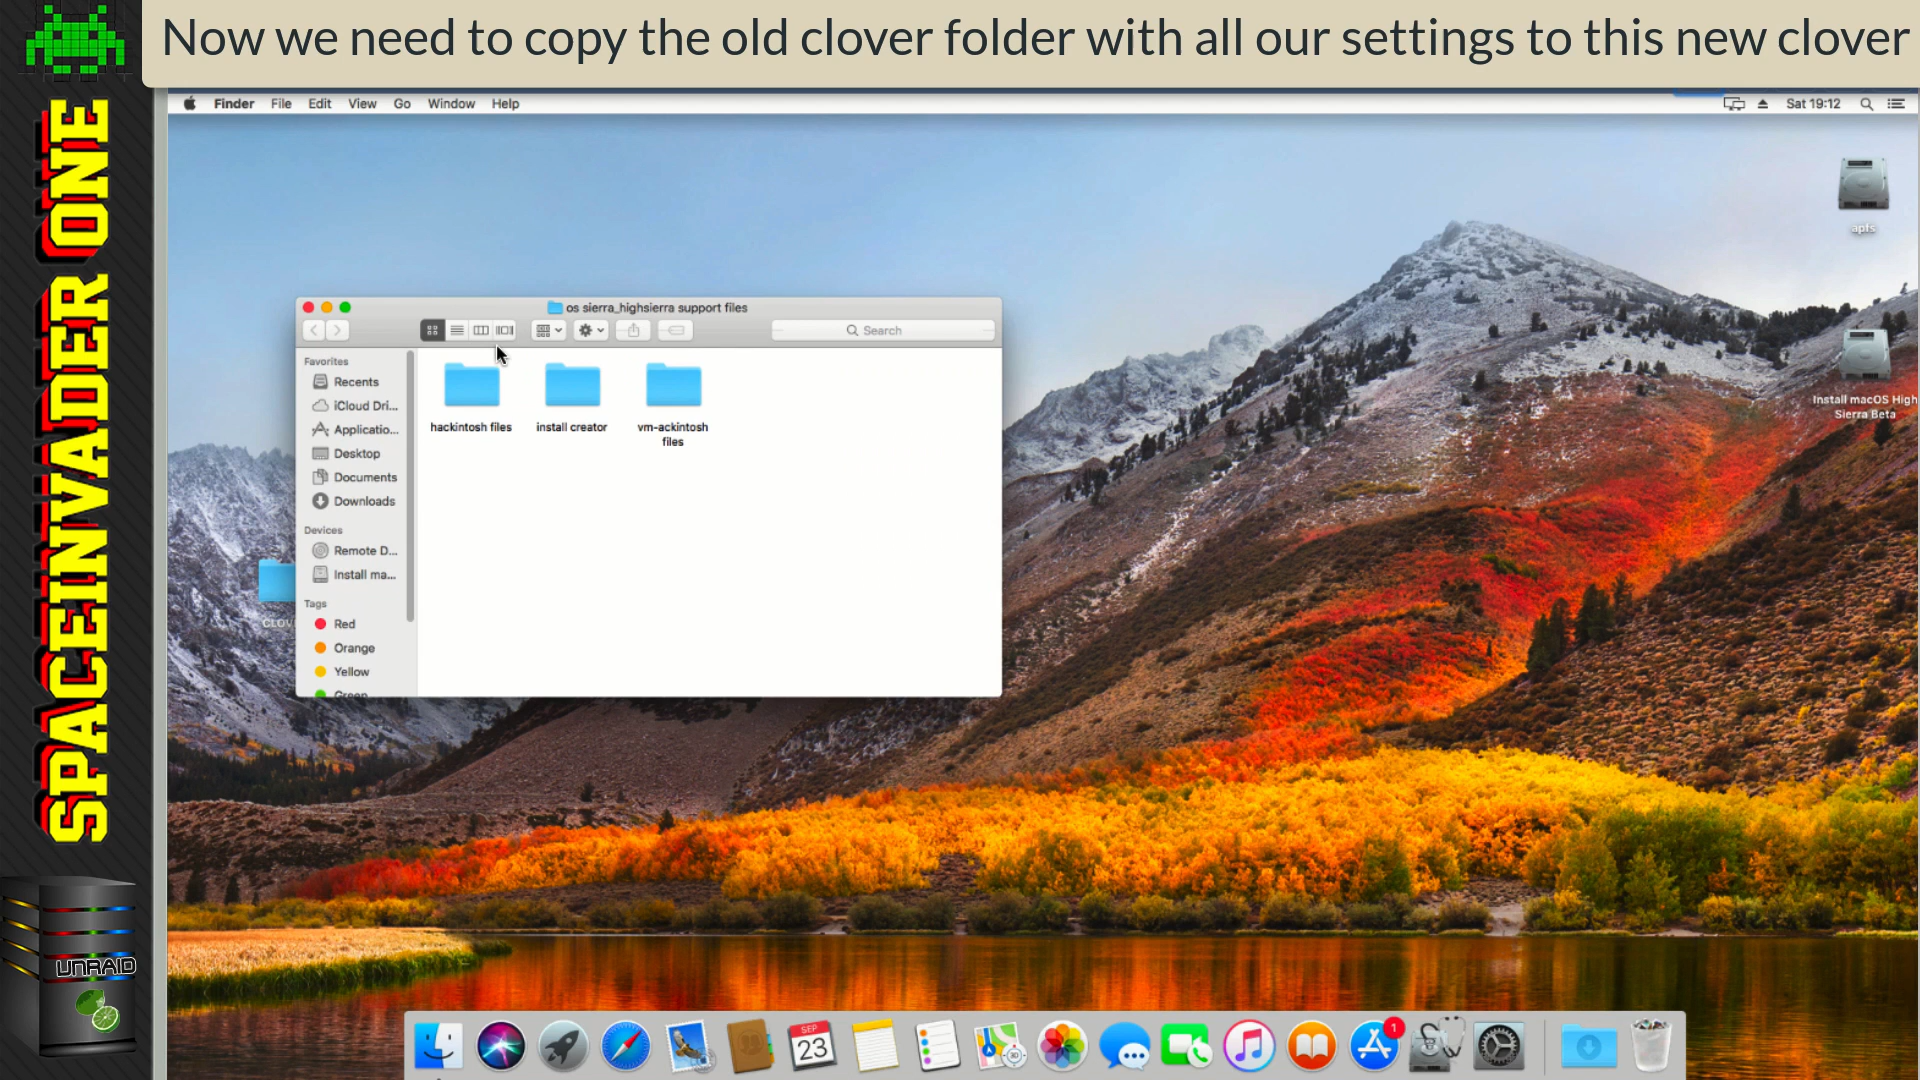 Now we need to copy the old clover folder with all our settings to this new clover
SPACEINVADER ONE
Finder File Edit View Go Window Help
Sat 19:12
apfs
Install macOS High
Sierra Beta
os sierra_highsierra support files
Search
Favorites
Recents
iCloud Dri...
Applicatio...
Desktop
Documents
Downloads
Devices
Remote D...
Install ma...
Tags
Red
Orange
Yellow
Green
hackintosh files
install creator
vm-ackintosh
files
CLOV
UNRAID
SEP
23
1